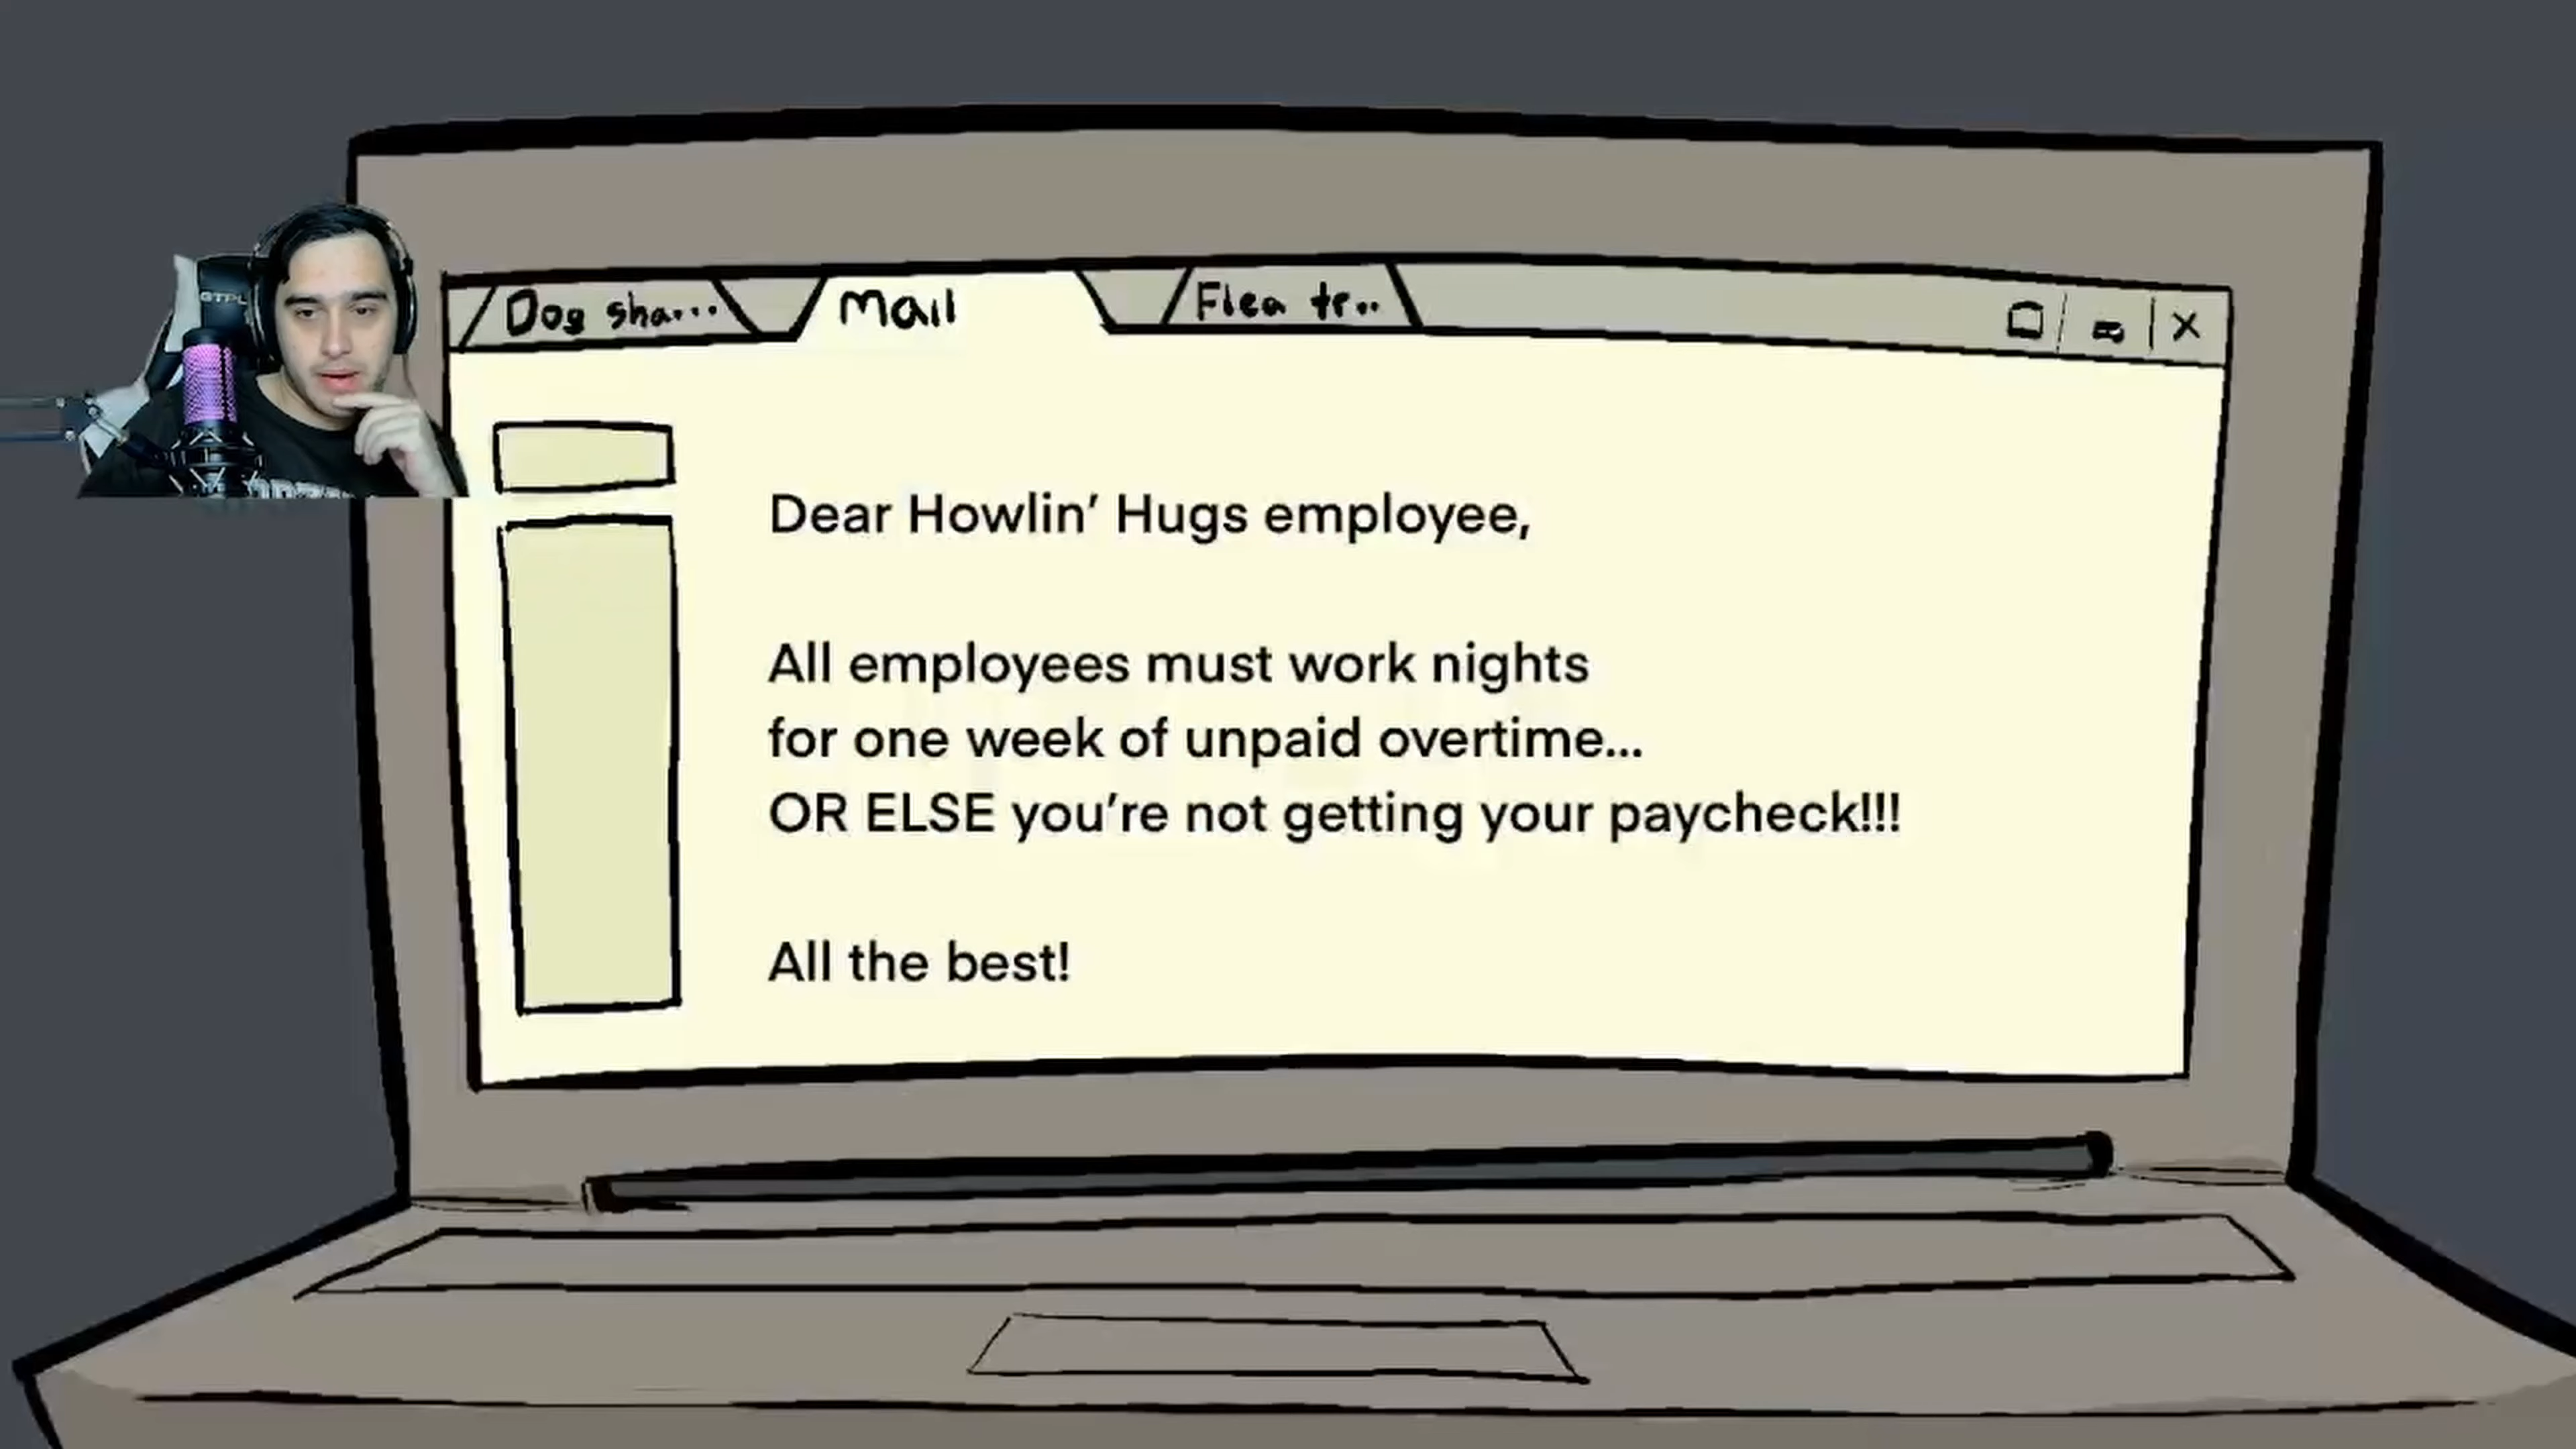 GTPL
Dog sha...
Mail
Flea tr..
Dear Howlin' Hugs employee,
All employees must work nights
for one week of unpaid overtime...
OR ELSE you're not getting your paycheck!!!
All the best!